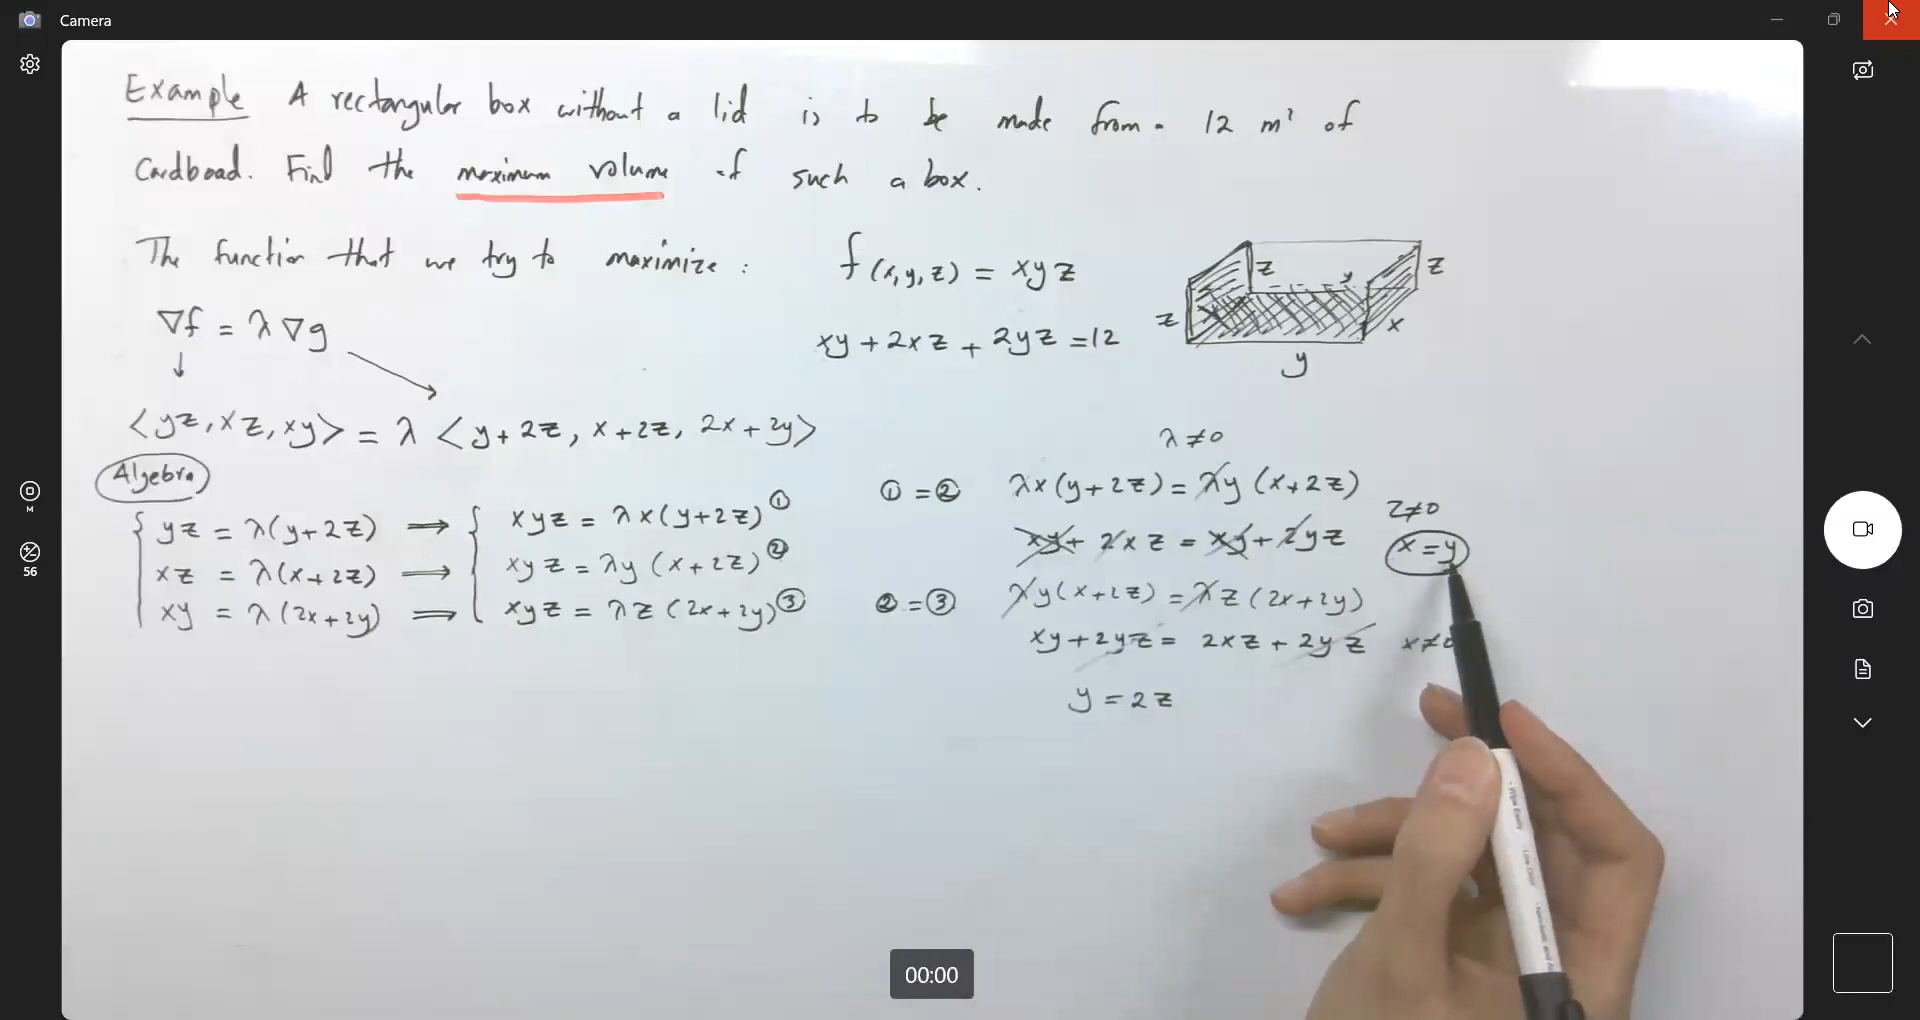 Camera
Example A rectangular box without a lid is to be made from 12 m² of
Cardboad. Find the maximum volume of such a box.
The function that we try to maximize : f(x,y,z) = xyz
∇f = λ∇g
xy + 2xz + 2yz = 12
z
z
z
y
x
x
y
<yz, xz, xy> = λ <y+2z, x+2z, 2x+2y>
Algebra
yz = λ(y+2z) ⟹ xyz = λx(y+2z) ①
xz = λ(x+2z) ⟹ xyz = λy(x+2z) ②
xy = λ(2x+2y) ⟹ xyz = λz(2x+2y) ③
λ≠0
① = ② λx(y+2z) = λy(x+2z)
z≠0
xy + 2xz = xy + 2yz x=y
② = ③ λy(x+2z) = λz(2x+2y)
xy + 2yz = 2xz + 2yz x≠0
y = 2z
M
56
00:00